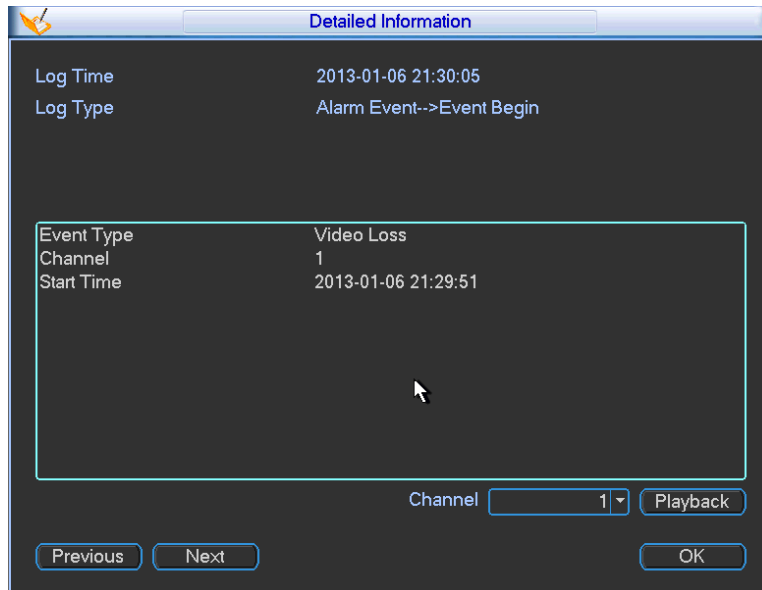 Detailed Information
Log Time 2013-01-06 21:30:05
Log Type Alarm Event-->Event Begin
Event Type Video Loss
Channel 1
Start Time 2013-01-06 21:29:51
Channel 1 Playback
Previous Next OK